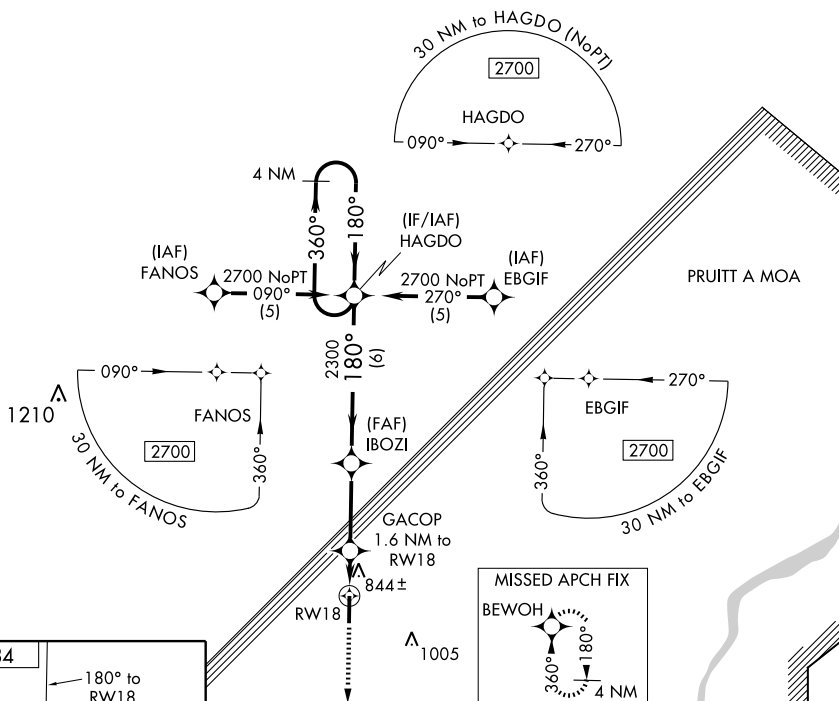 30 NM to HAGDO (NoPT)
2700
HAGDO
090°
270°
4 NM
360°
180°
(IF/IAF)
HAGDO
(IAF)
FANOS
2700 NoPT
090°
(5)
(IAF)
EBGIF
2700 NoPT
270°
(5)
PRUITT A MOA
2300
180°
(6)
090°
FANOS
2700
360°
30 NM to FANOS
1210
270°
EBGIF
2700
360°
30 NM to EBGIF
(FAF)
IBOZI
GACOP
1.6 NM to
RW18
844±
RW18
1005
MISSED APCH FIX
BEWOH
360°
180°
4 NM
180° to
RW18